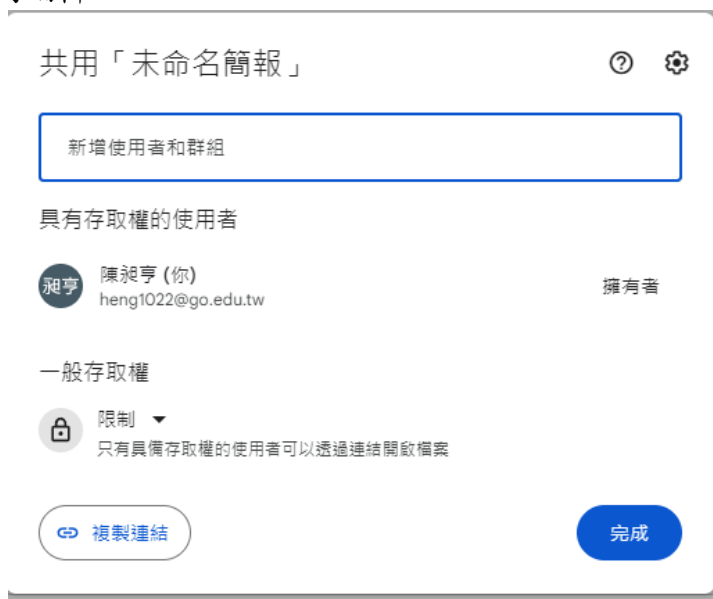 共用「未命名簡報」
新增使用者和群組
具有存取權的使用者
昶亨
陳昶亨 (你)
heng1022@go.edu.tw
擁有者
一般存取權
限制
只有具備存取權的使用者可以透過連結開啟檔案
複製連結
完成